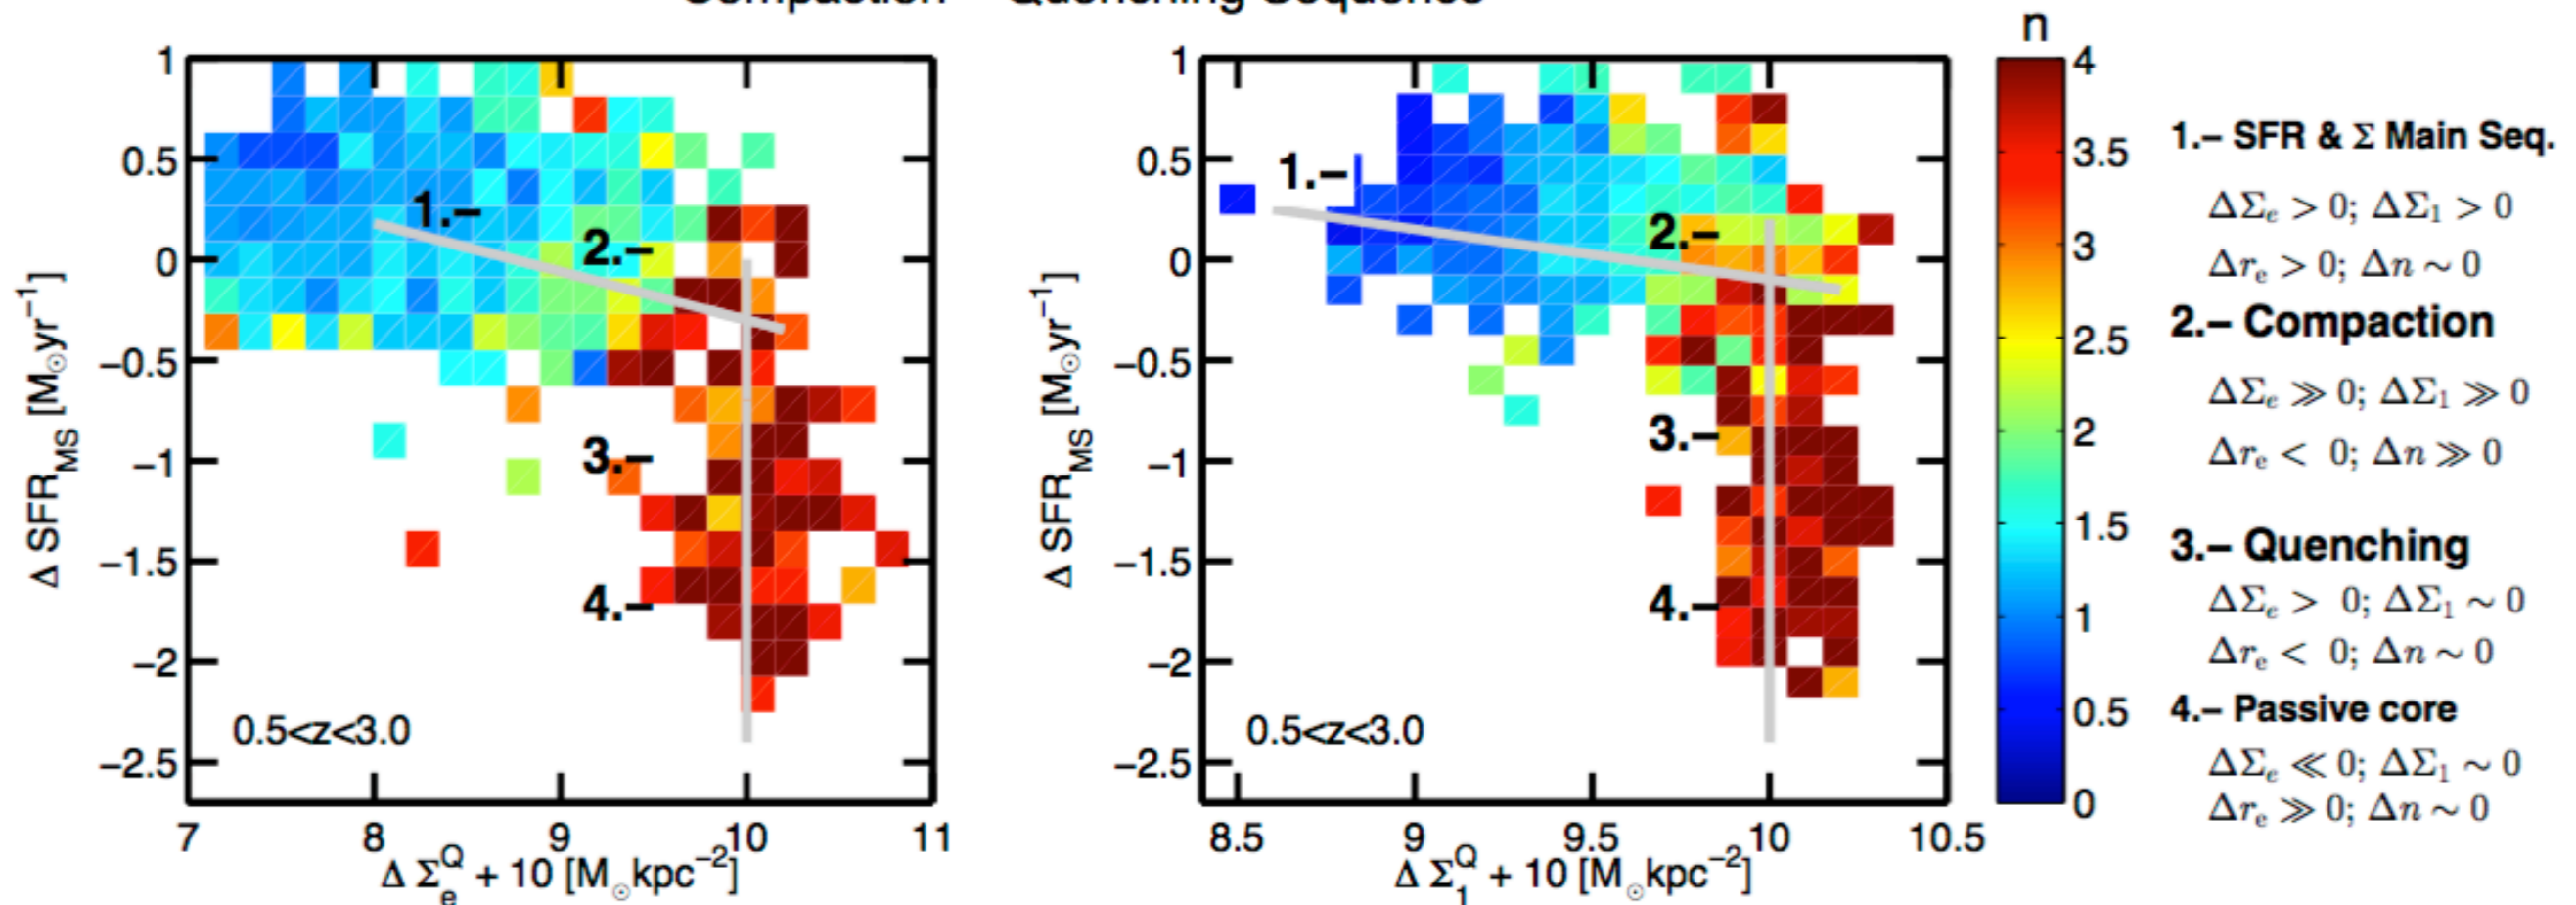 Compaction – Quenching Sequence
1
0.5
0
−0.5
−1
−1.5
−2
−2.5
Δ SFR_MS [M_⊙yr^−1]
1.–
2.–
3.–
4.–
0.5<z<3.0
7 8 9 10 11
Δ Σ_e^Q + 10 [M_⊙kpc^−2]
1
0.5
0
−0.5
−1
−1.5
−2
−2.5
Δ SFR_MS [M_⊙yr^−1]
1.–
2.–
3.–
4.–
0.5<z<3.0
8.5 9 9.5 10 10.5
Δ Σ_1^Q + 10 [M_⊙kpc^−2]
n
4
3.5
3
2.5
2
1.5
1
0.5
0
1.– SFR & Σ Main Seq.
ΔΣ_e > 0; ΔΣ_1 > 0
Δr_e > 0; Δn ∼ 0
2.– Compaction
ΔΣ_e ≫ 0; ΔΣ_1 ≫ 0
Δr_e < 0; Δn ≫ 0
3.– Quenching
ΔΣ_e > 0; ΔΣ_1 ∼ 0
Δr_e < 0; Δn ∼ 0
4.– Passive core
ΔΣ_e ≪ 0; ΔΣ_1 ∼ 0
Δr_e ≫ 0; Δn ∼ 0